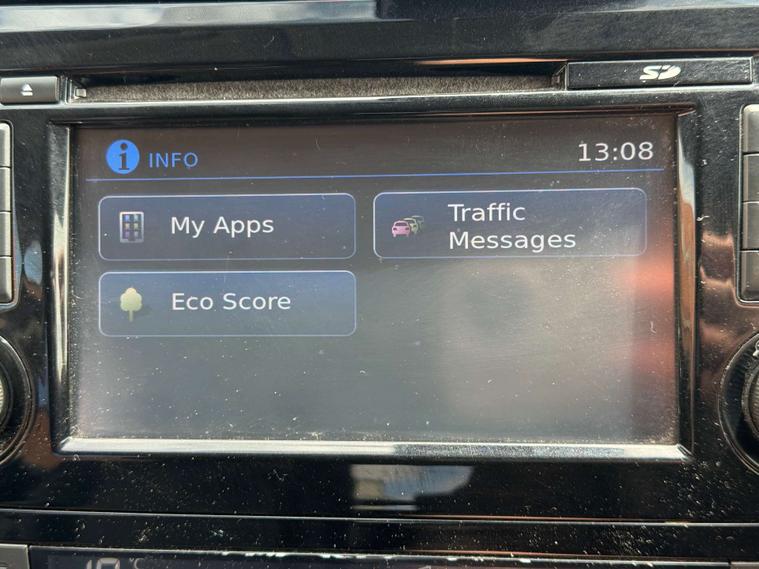 SD
i INFO 13:08
My Apps
Traffic
Messages
Eco Score